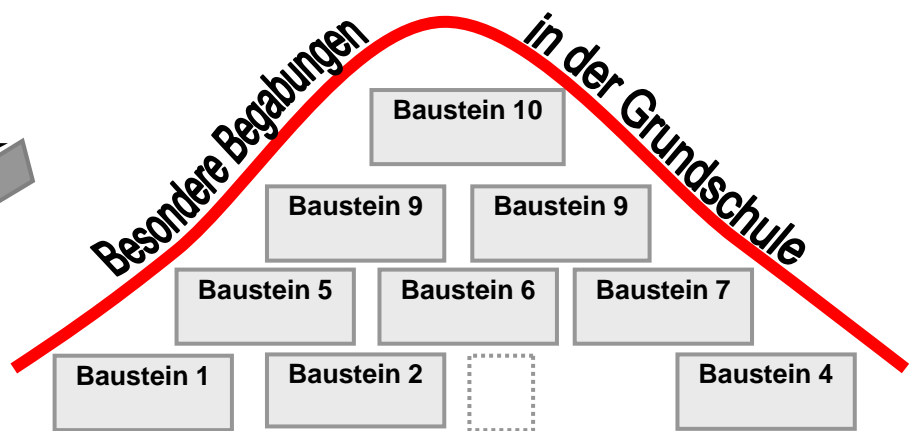 Besondere Begabungen in der Grundschule
Baustein 10
Baustein 9 Baustein 9
Baustein 5 Baustein 6 Baustein 7
Baustein 1 Baustein 2 Baustein 4